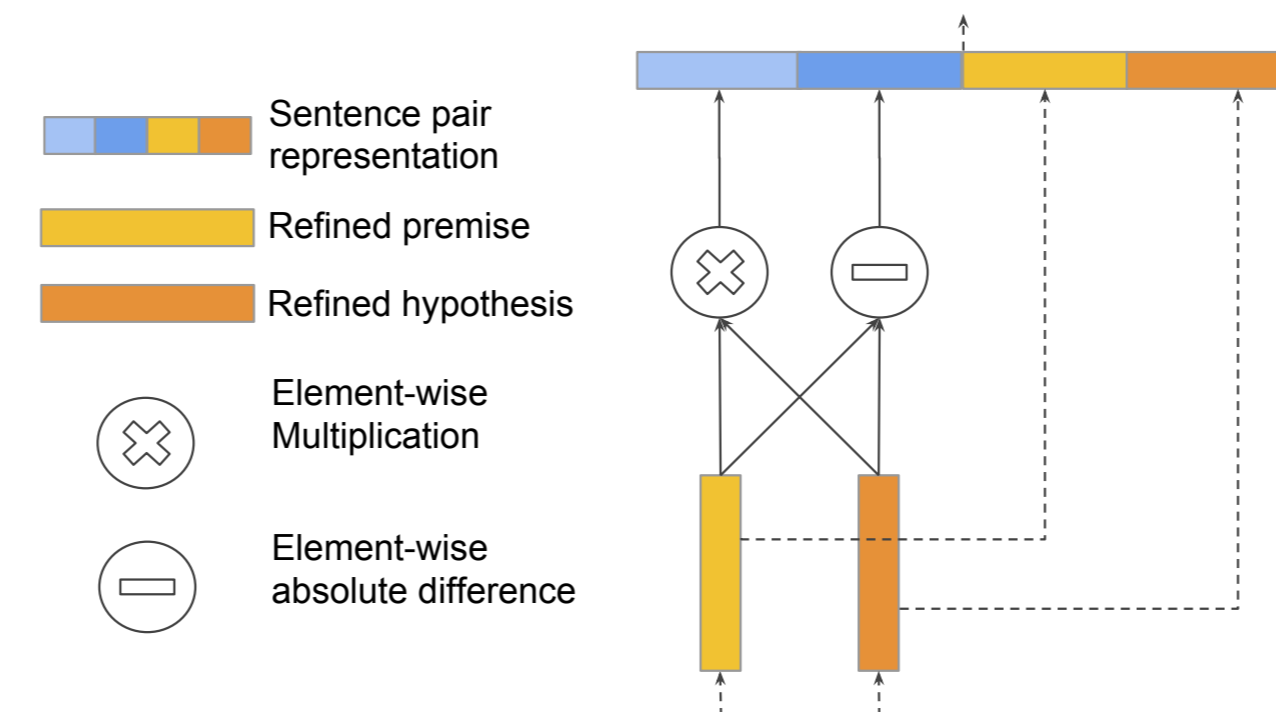 Sentence pair
representation
Refined premise
Refined hypothesis
Element-wise
Multiplication
Element-wise
absolute difference